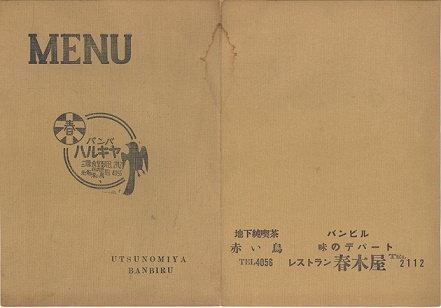 MENU
春
バンバ
ハルキヤ
UTSUNOMIYA
BANBIRU
地下純喫茶
赤い鳥
TEL4056
バンビル
味のデパート
レストラン 春木屋 TEL. 2112